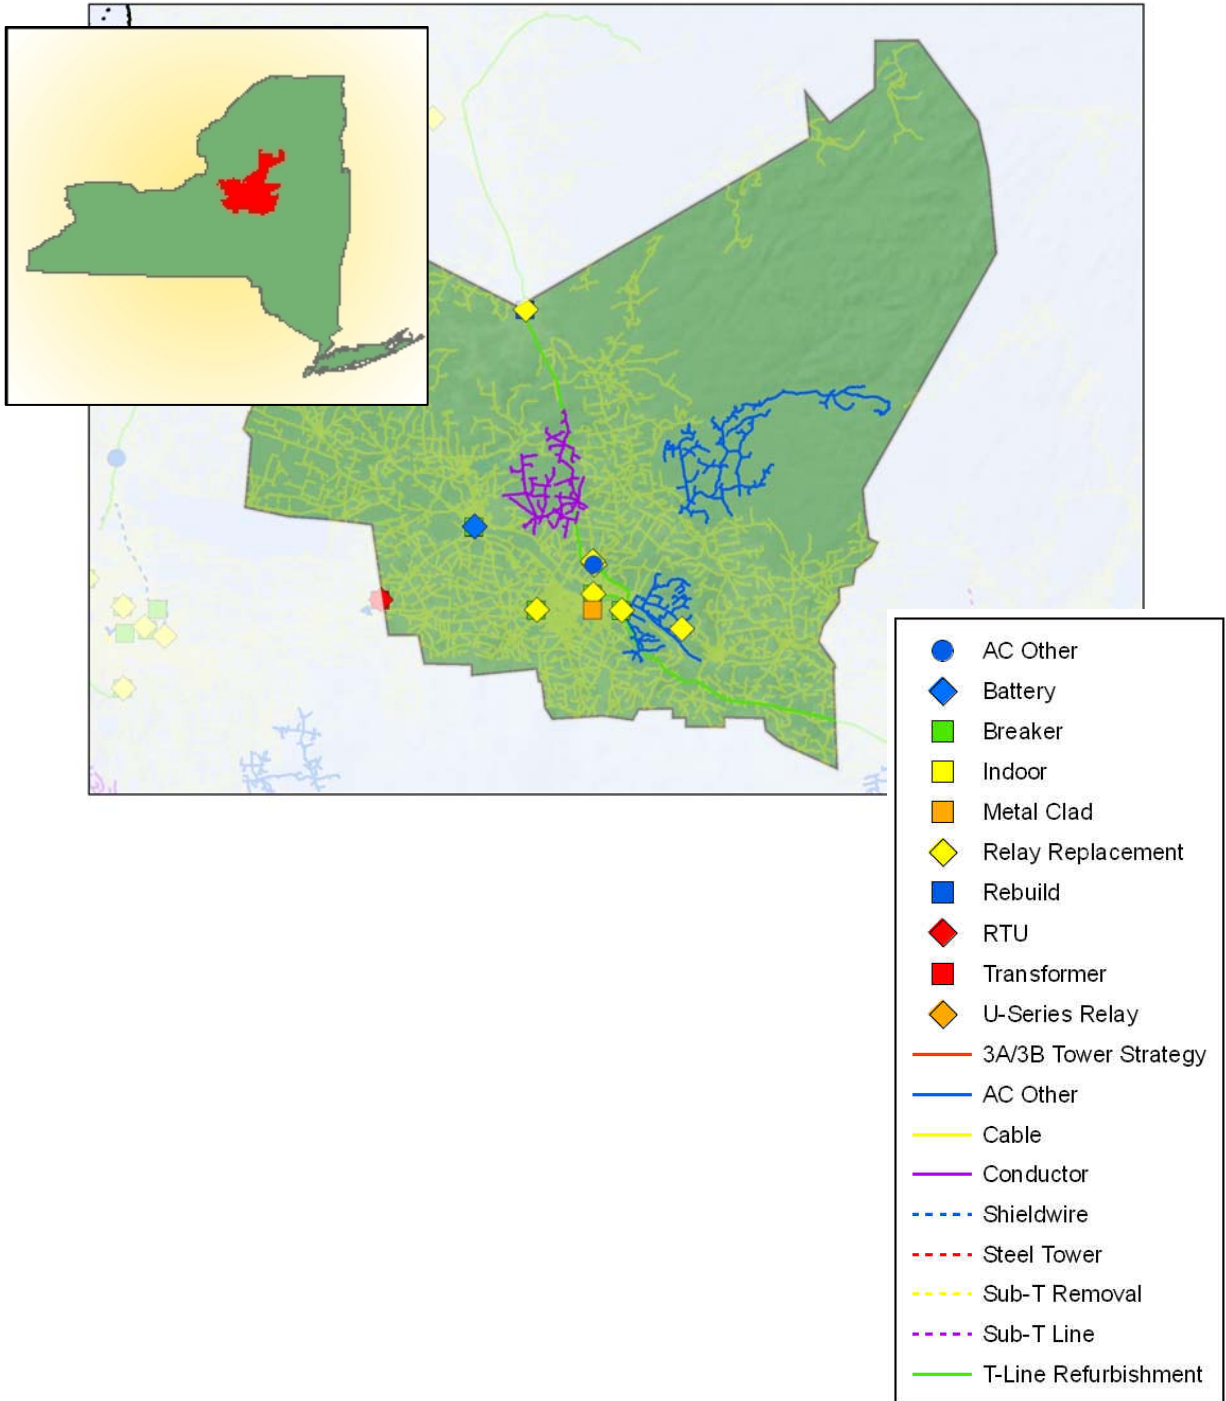 AC Other
Battery
Breaker
Indoor
Metal Clad
Relay Replacement
Rebuild
RTU
Transformer
U-Series Relay
3A/3B Tower Strategy
AC Other
Cable
Conductor
Shieldwire
Steel Tower
Sub-T Removal
Sub-T Line
T-Line Refurbishment